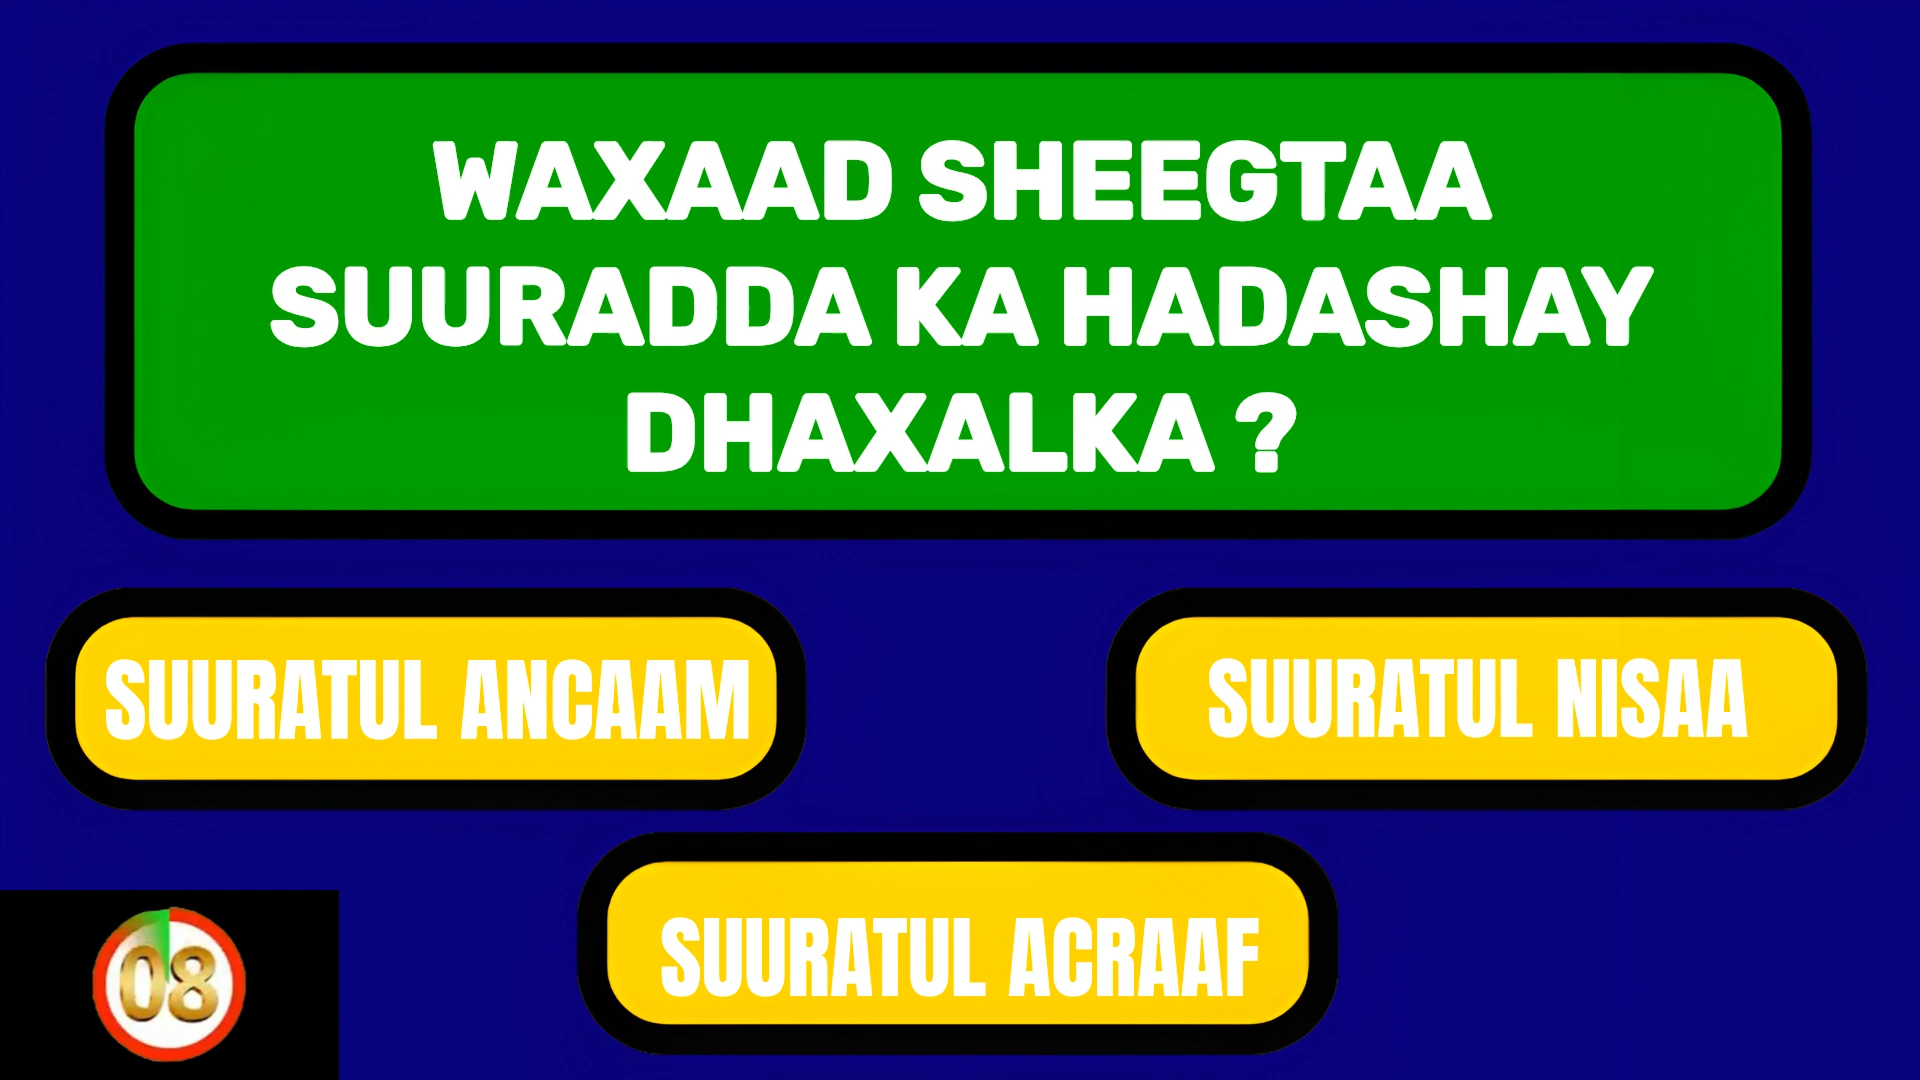 WAXAAD SHEEGTAA
SUURADDA KA HADASHAY
DHAXALKA ?
SUURATUL ANCAAM
SUURATUL NISAA
SUURATUL ACRAAF
08